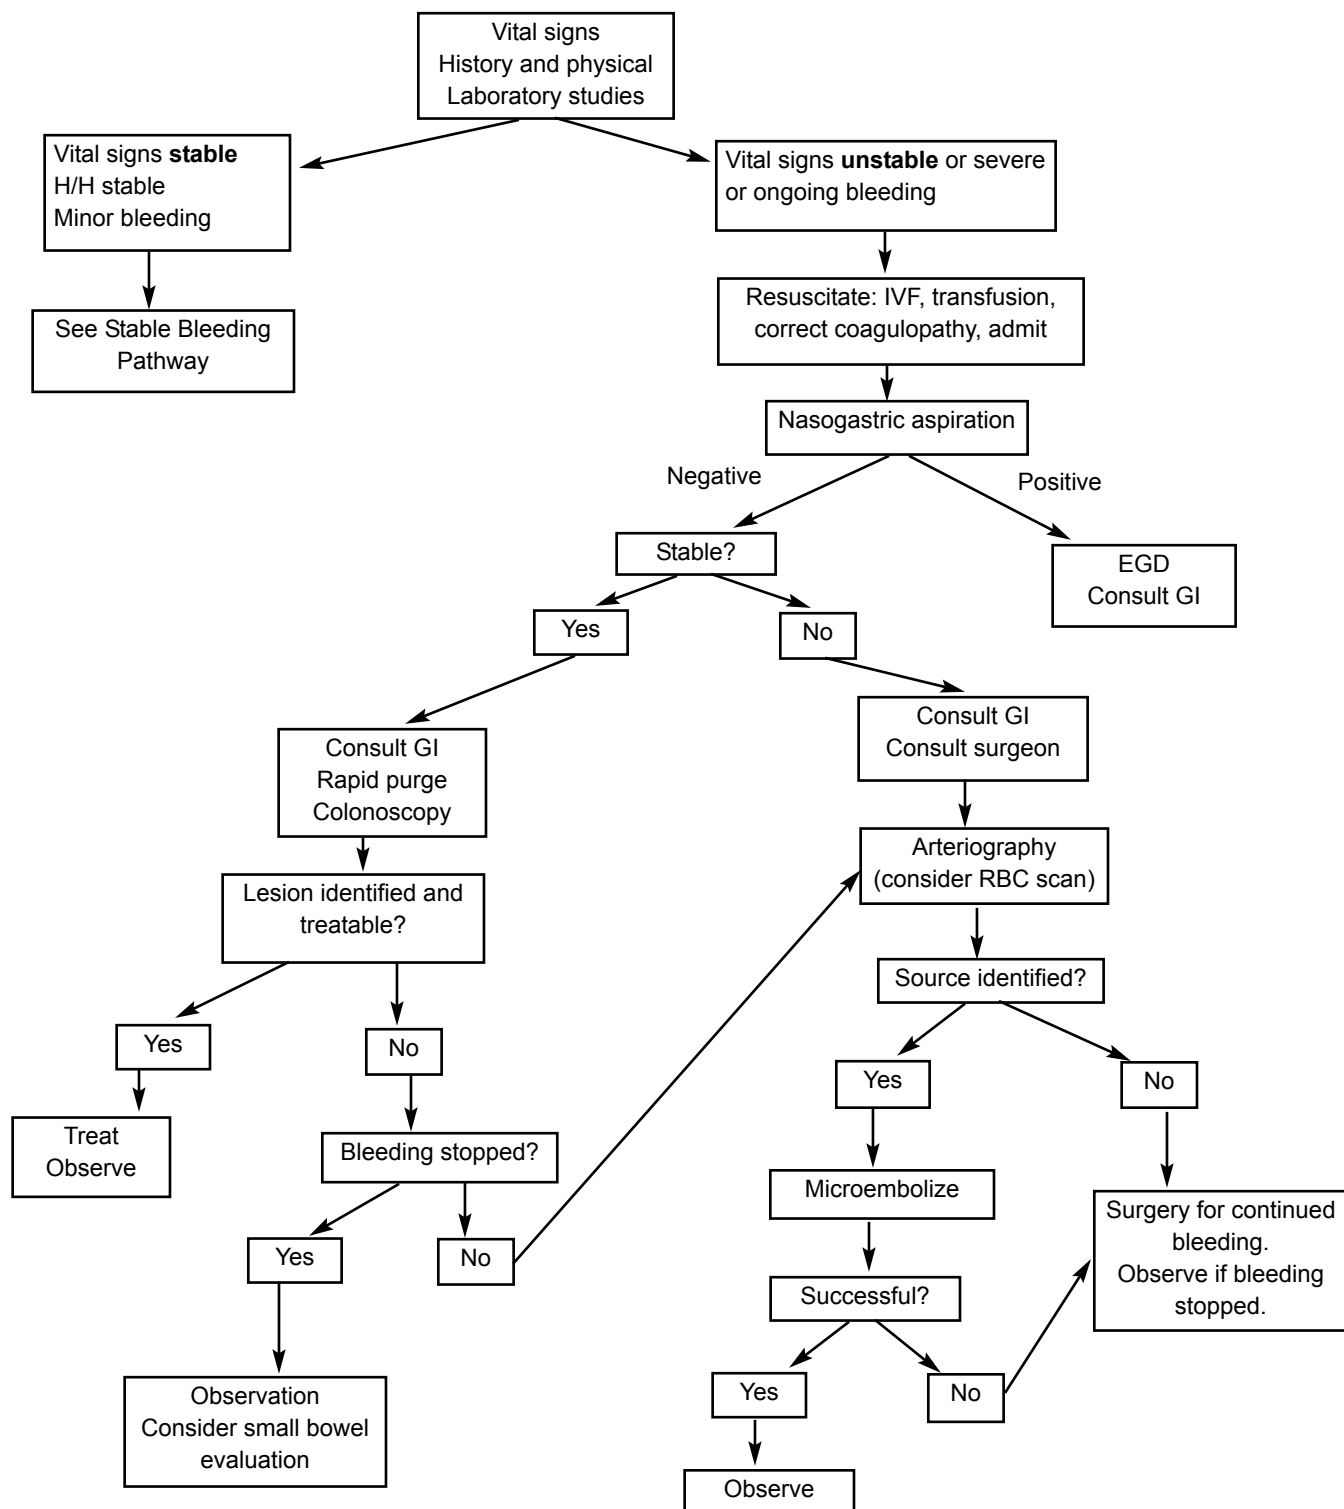 Vital signs
History and physical
Laboratory studies
Vital signs stable
H/H stable
Minor bleeding
Vital signs unstable or severe
or ongoing bleeding
See Stable Bleeding
Pathway
Resuscitate: IVF, transfusion,
correct coagulopathy, admit
Nasogastric aspiration
Negative
Positive
Stable?
EGD
Consult GI
Yes
No
Consult GI
Rapid purge
Colonoscopy
Consult GI
Consult surgeon
Lesion identified and
treatable?
Arteriography
(consider RBC scan)
Source identified?
Yes
No
Yes
No
Treat
Observe
Bleeding stopped?
Microembolize
Surgery for continued
bleeding.
Observe if bleeding
stopped.
Yes
No
Successful?
Observation
Consider small bowel
evaluation
Yes
No
Observe